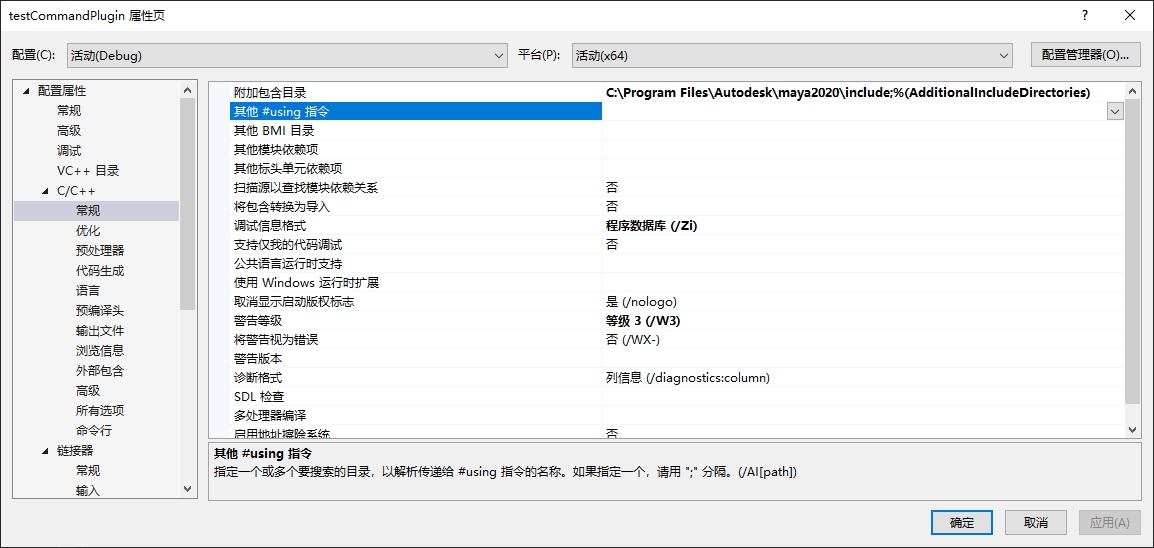 testCommandPlugin 属性页
?
配置(C): 活动(Debug) 平台(P): 活动(x64) 配置管理器(O)...
配置属性
常规
高级
调试
VC++ 目录
C/C++
常规
优化
预处理器
代码生成
语言
预编译头
输出文件
浏览信息
外部包含
高级
所有选项
命令行
链接器
常规
输入
附加包含目录 C:\Program Files\Autodesk\maya2020\include;%(AdditionalIncludeDirectories)
其他 #using 指令
其他 BMI 目录
其他模块依赖项
其他标头单元依赖项
扫描源以查找模块依赖关系 否
将包含转换为导入 否
调试信息格式 程序数据库 (/Zi)
支持仅我的代码调试 否
公共语言运行时支持
使用 Windows 运行时扩展
取消显示启动版权标志 是 (/nologo)
警告等级 等级 3 (/W3)
将警告视为错误 否 (/WX-)
警告版本
诊断格式 列信息 (/diagnostics:column)
SDL 检查
多处理器编译
启用地址擦除系统 否
其他 #using 指令
指定一个或多个要搜索的目录，以解析传递给 #using 指令的名称。如果指定一个，请用 ";" 分隔。(/AI[path])
确定 取消 应用(A)